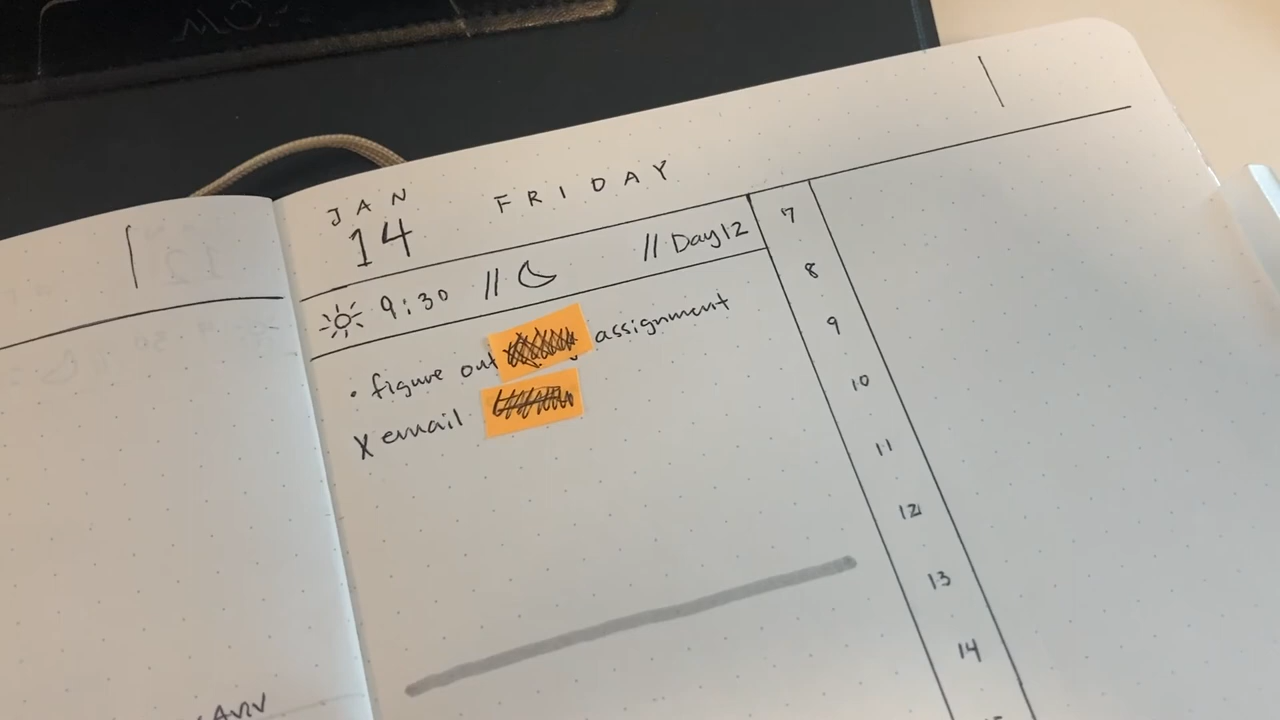 JAN
14 FRIDAY
9:30 // // Day 12
• figure out assignment
x email
7
8
9
10
11
12
13
14